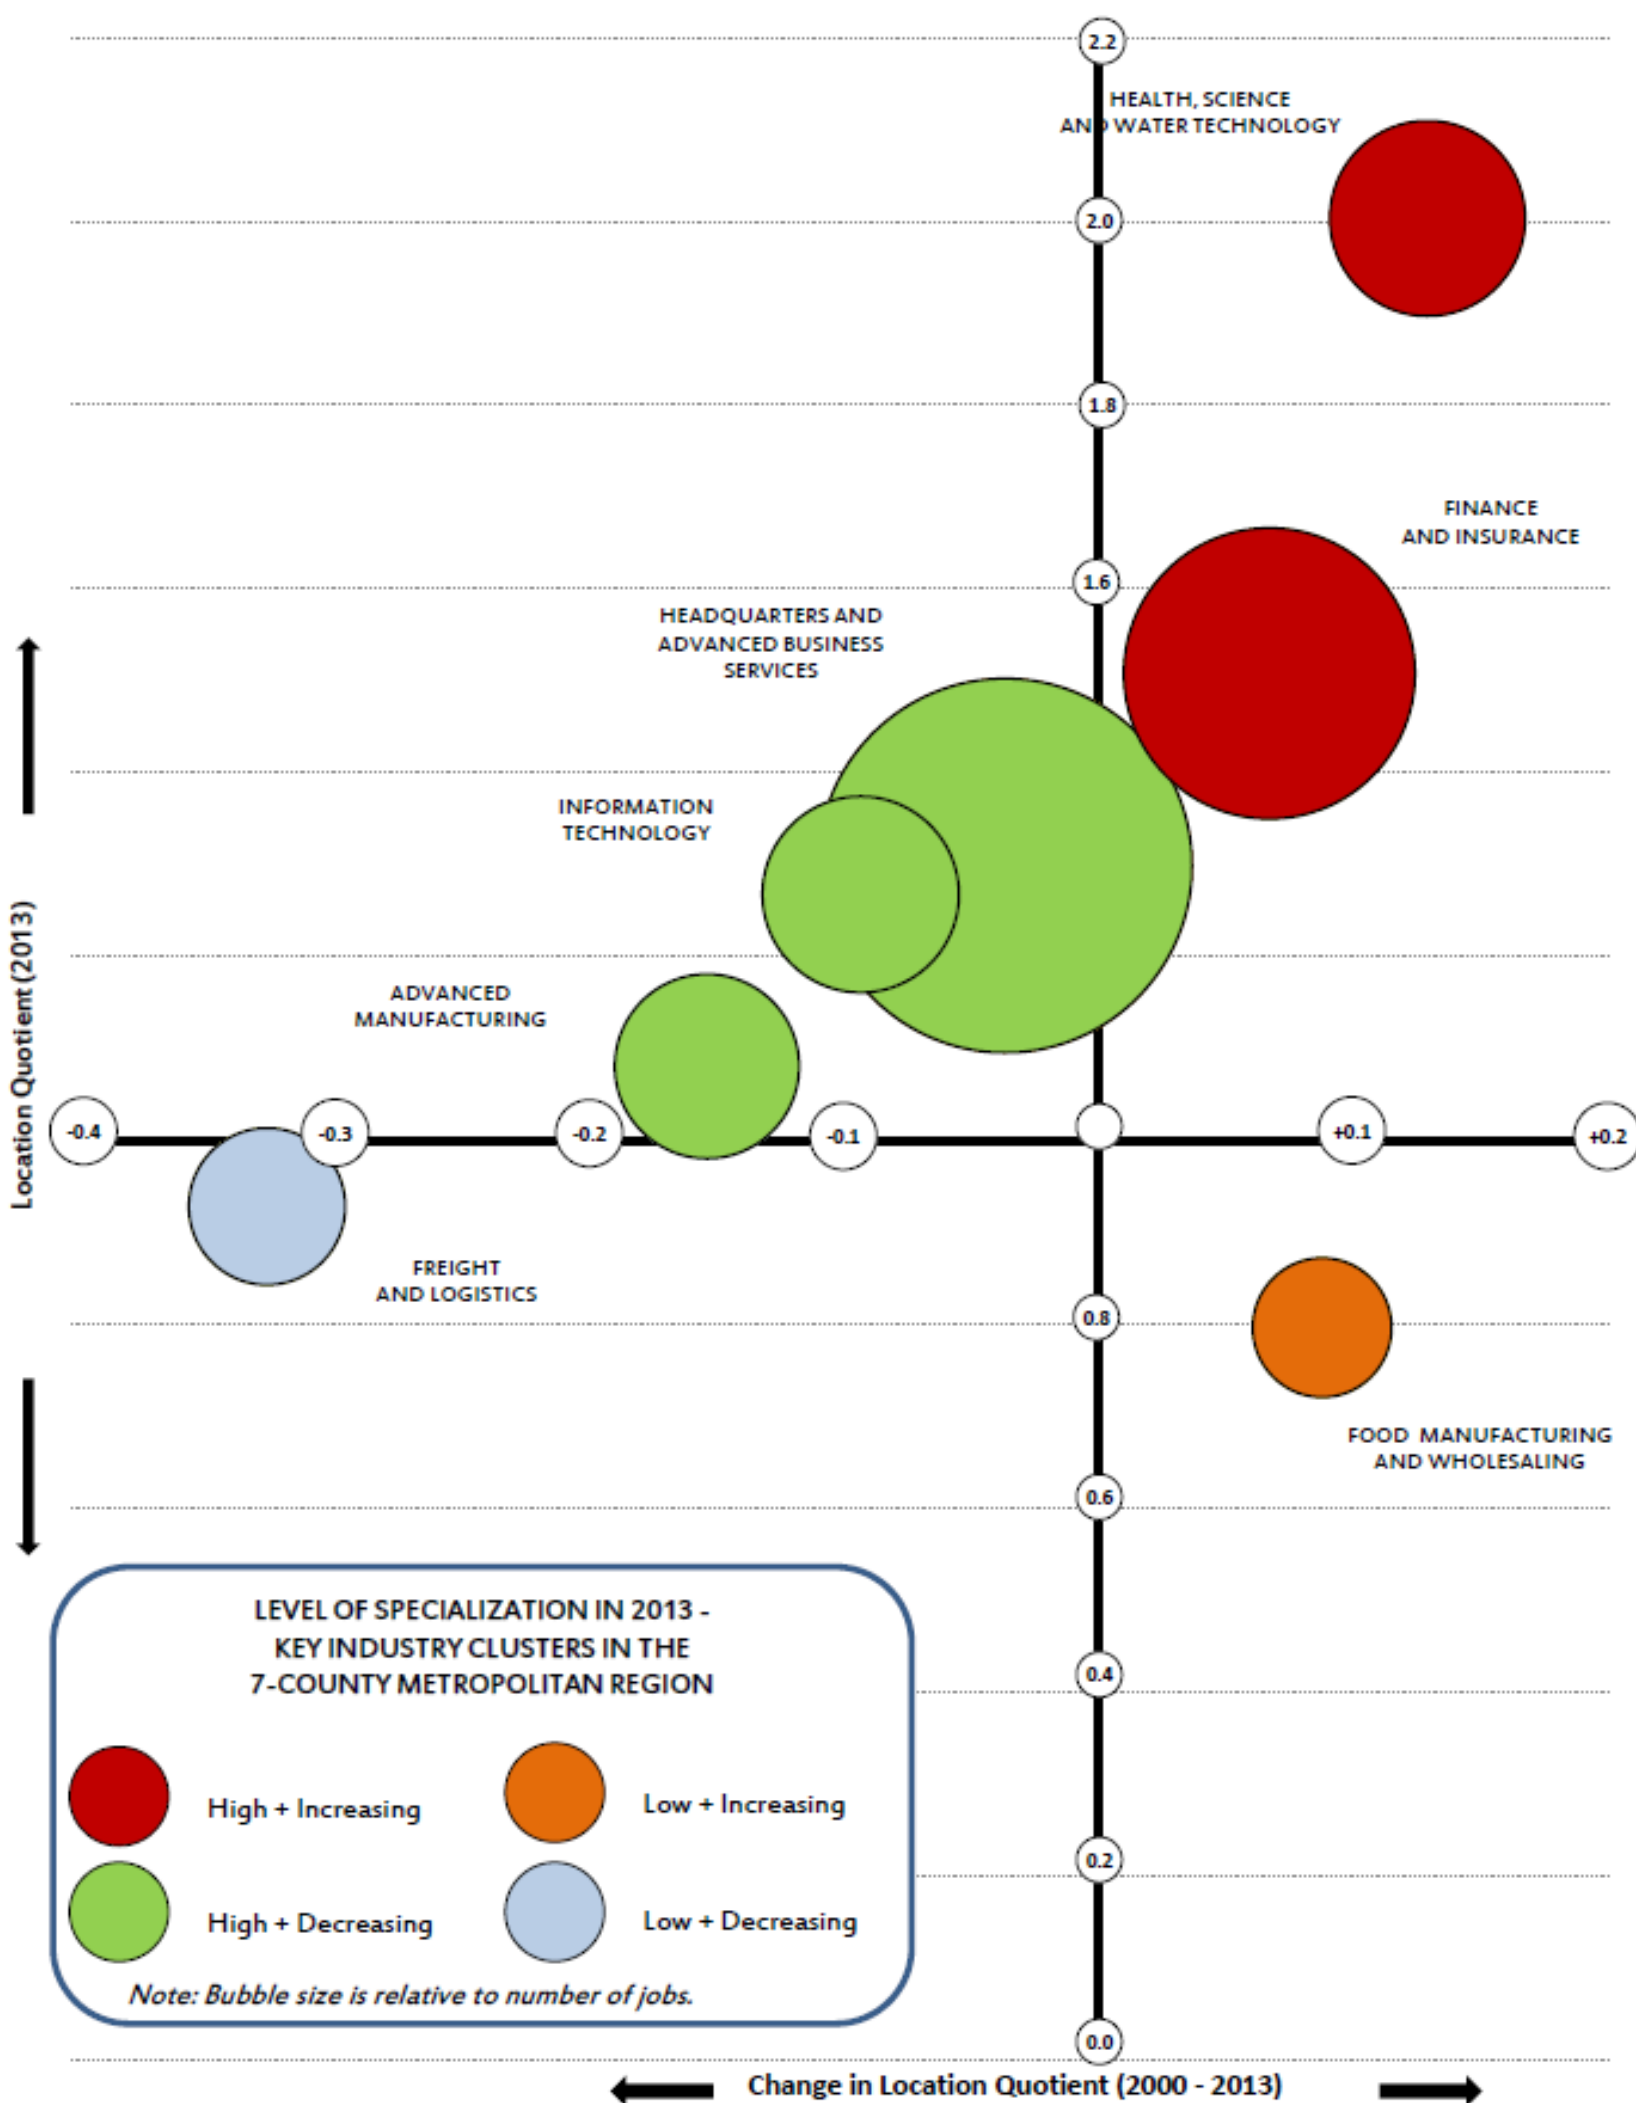 2.2
HEALTH, SCIENCE
AND WATER TECHNOLOGY
2.0
1.8
FINANCE
AND INSURANCE
1.6
HEADQUARTERS AND
ADVANCED BUSINESS
SERVICES
INFORMATION
TECHNOLOGY
Location Quotient (2013)
ADVANCED
MANUFACTURING
-0.4
-0.3
-0.2
-0.1
+0.1
+0.2
FREIGHT
AND LOGISTICS
0.8
FOOD MANUFACTURING
AND WHOLESALING
0.6
LEVEL OF SPECIALIZATION IN 2013 -
KEY INDUSTRY CLUSTERS IN THE
7-COUNTY METROPOLITAN REGION
0.4
High + Increasing
Low + Increasing
0.2
High + Decreasing
Low + Decreasing
Note: Bubble size is relative to number of jobs.
0.0
Change in Location Quotient (2000 - 2013)